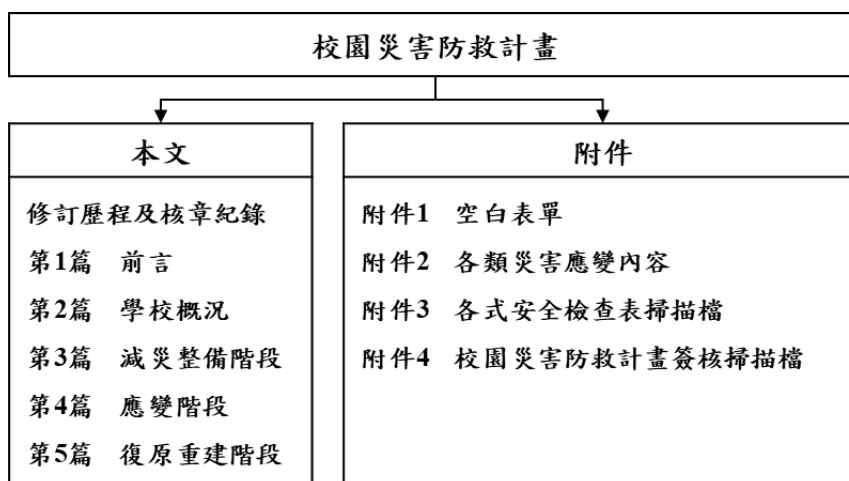 校園災害防救計畫
本文
修訂歷程及核章紀錄
第1篇 前言
第2篇 學校概況
第3篇 減災整備階段
第4篇 應變階段
第5篇 復原重建階段
附件
附件1 空白表單
附件2 各類災害應變內容
附件3 各式安全檢查表掃描檔
附件4 校園災害防救計畫簽核掃描檔